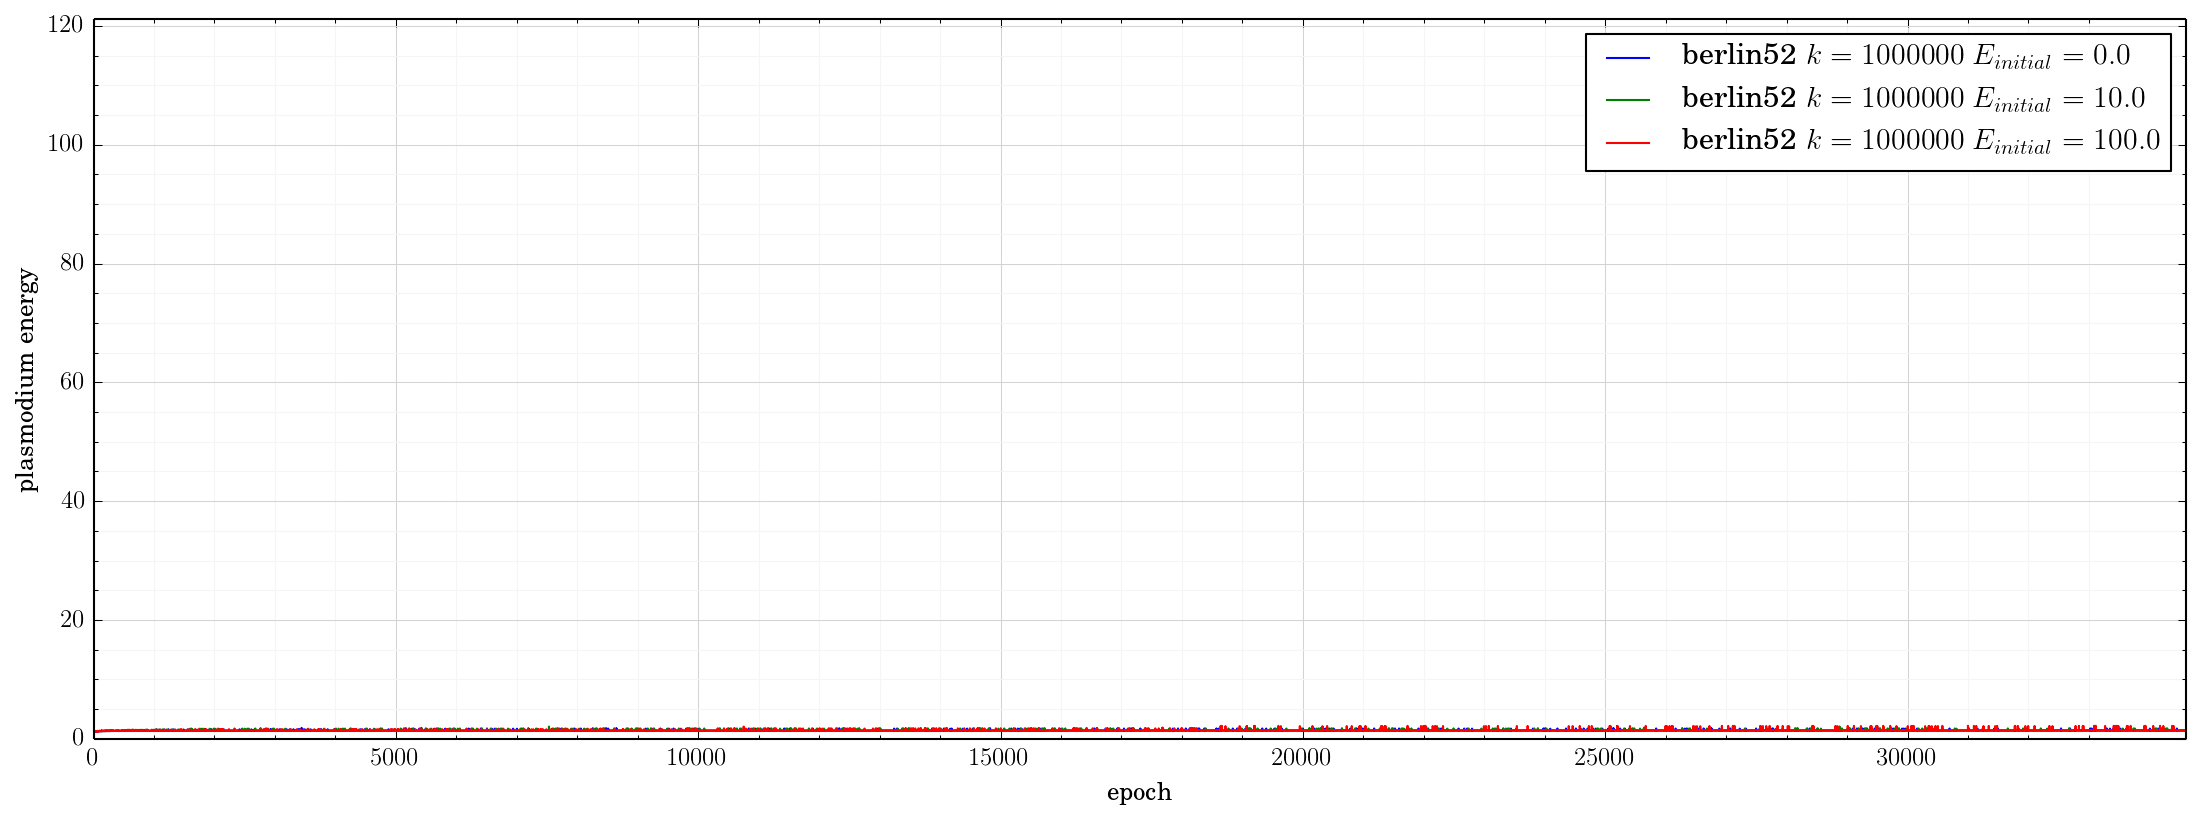 120
100
80
60
40
20
0
plasmodium energy
berlin52 k = 1000000 E_initial = 0.0
berlin52 k = 1000000 E_initial = 10.0
berlin52 k = 1000000 E_initial = 100.0
0 5000 10000 15000 20000 25000 30000
epoch